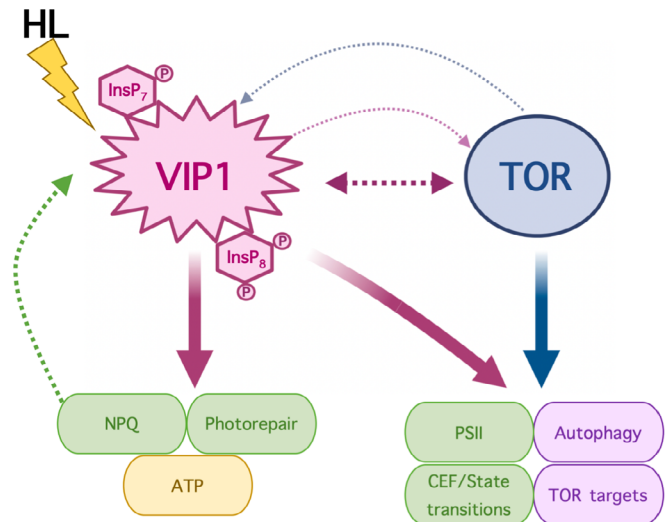 HL
InsP₇
P
VIP1
TOR
InsP₈
P
P
NPQ
Photorepair
ATP
PSII
Autophagy
CEF/State
transitions
TOR targets